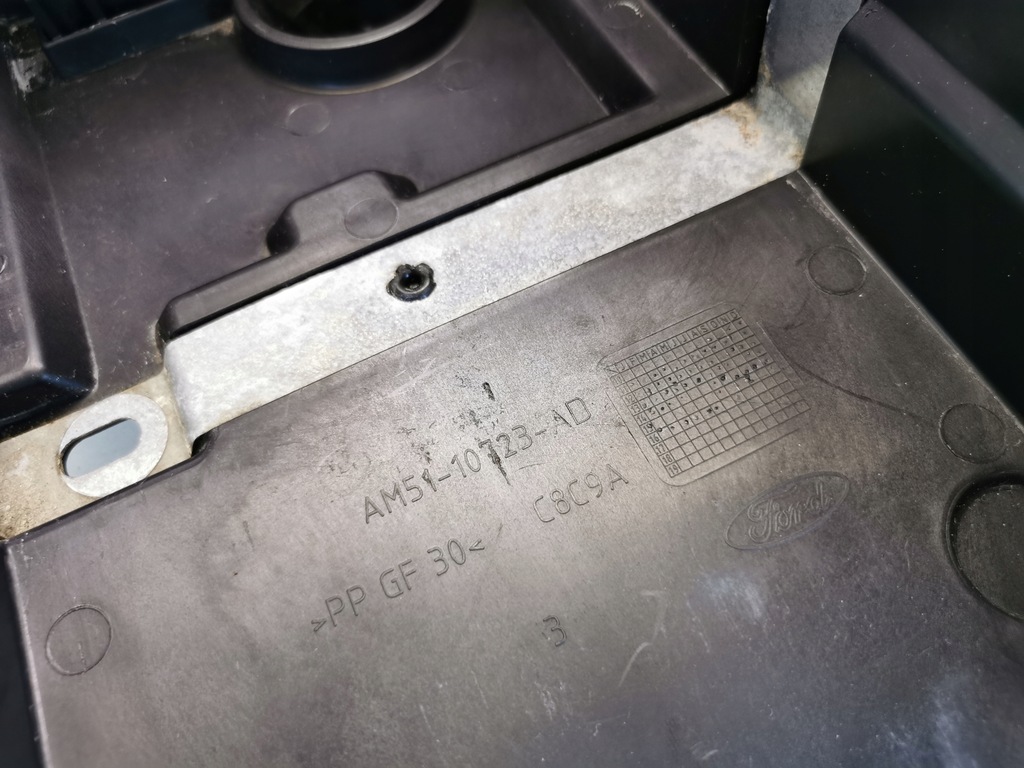 J F M A M J J A S O N D
AM51-10723-AD
C8C9A
>PP GF 30<
Ford
3